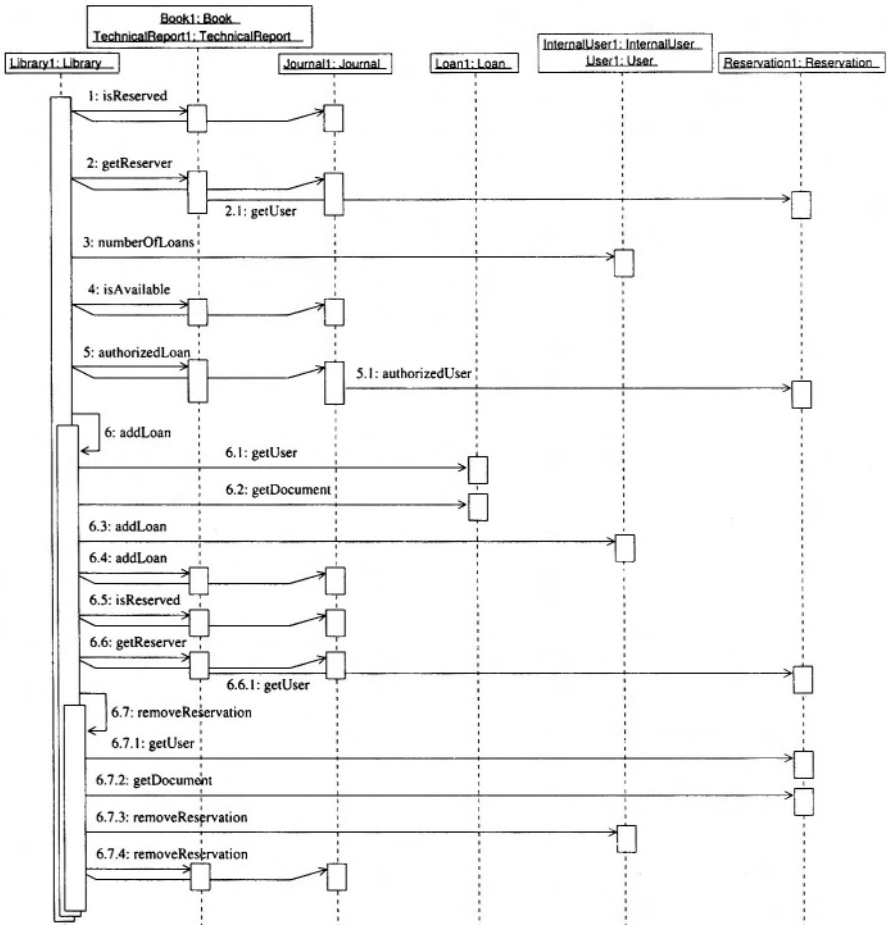 Book1: Book
TechnicalReport1: TechnicalReport
InternalUser1: InternalUser
User1: User
Library1: Library
Journal1: Journal
Loan1: Loan
Reservation1: Reservation
1: isReserved
2: getReserver
2.1: getUser
3: numberOfLoans
4: isAvailable
5: authorizedLoan
5.1: authorizedUser
6: addLoan
6.1: getUser
6.2: getDocument
6.3: addLoan
6.4: addLoan
6.5: isReserved
6.6: getReserver
6.6.1: getUser
6.7: removeReservation
6.7.1: getUser
6.7.2: getDocument
6.7.3: removeReservation
6.7.4: removeReservation